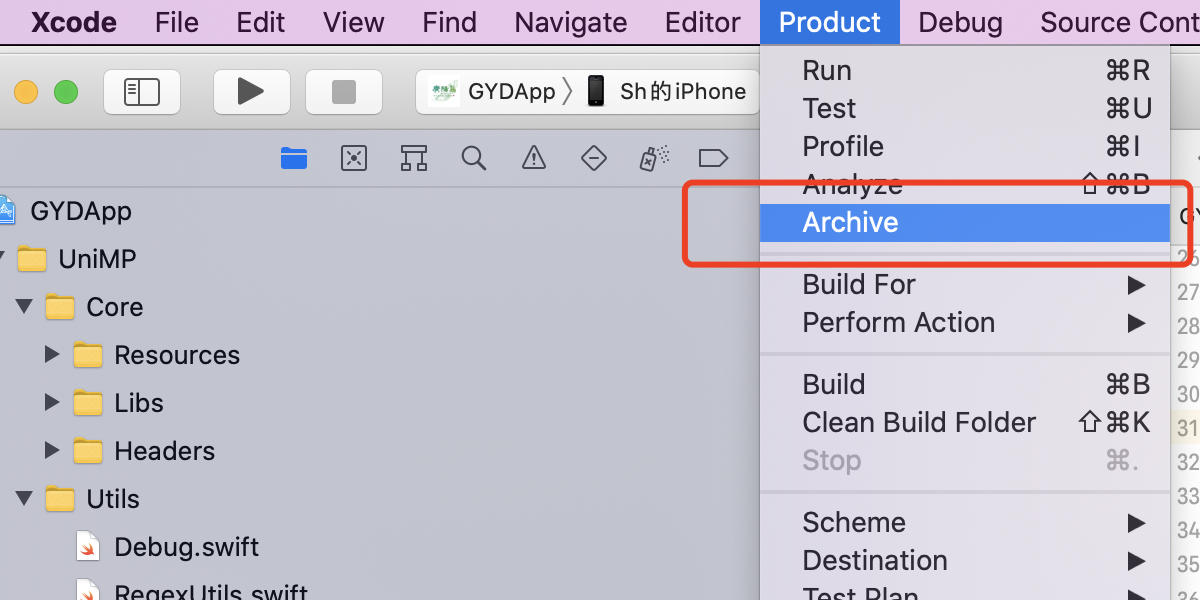 Xcode File Edit View Find Navigate Editor Product Debug Source Cont
GYDApp Sh的iPhone
Run ⌘R
Test ⌘U
Profile ⌘I
Analyze ⇧⌘B
Archive
Build For
Perform Action
Build ⌘B
Clean Build Folder ⇧⌘K
Stop ⌘.
Scheme
Destination
Test Plan
GYDApp
UniMP
Core
Resources
Libs
Headers
Utils
Debug.swift
RegexUtils.swift
GY
26
27
28
29
30
31
32
33
34
35
36